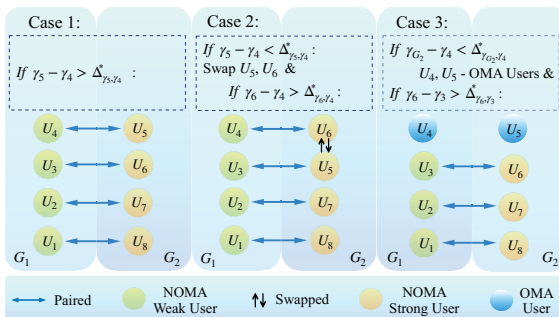 Case 1:
If γ5 − γ4 > Δ*γ5,γ4 :
U4 U5
U3 U6
U2 U7
U1 U8
G1 G2
Case 2:
If γ5 − γ4 < Δ*γ5,γ4 :
Swap U5, U6 &
If γ6 − γ4 > Δ*γ6,γ4 :
U4 U6
U3 U5
U2 U7
U1 U8
G1 G2
Case 3:
If γG2 − γ4 < Δ*γG2,γ4
U4, U5 - OMA Users &
If γ6 − γ3 > Δ*γ6,γ3 :
U4 U5
U3 U6
U2 U7
U1 U8
G1 G2
Paired
NOMA
Weak User
Swapped
NOMA
Strong User
OMA
User